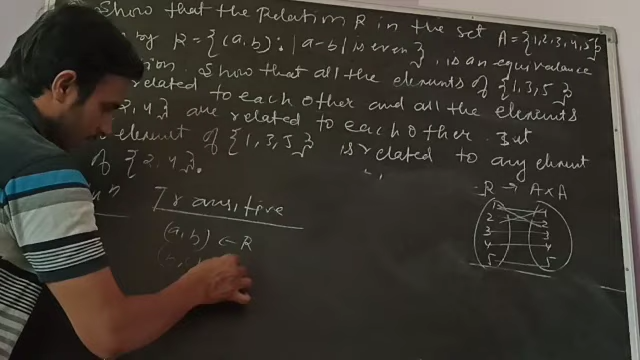 Show that the Relation R in the set A = {1,2,3,4,5}
by R = {(a,b) : |a-b| is even}, is an equivalance
Show that all the elements of {1,3,5}
related to each other and all the elements
2,4} are related to each other. But
element of {1,3,5} is related to any element
of {2,4}.
Transitive
(a,b) ∈ R
R → A×A
1 1
2 2
3 3
4 4
5 5